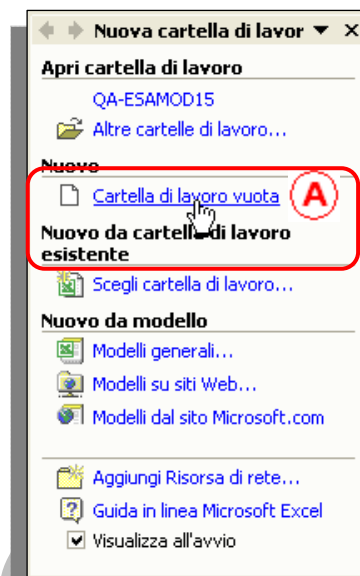 Nuova cartella di lavor
Apri cartella di lavoro
QA-ESAMOD15
Altre cartelle di lavoro...
Nuovo
Cartella di lavoro vuota A
Nuovo da cartella di lavoro
esistente
Scegli cartella di lavoro...
Nuovo da modello
Modelli generali...
Modelli su siti Web...
Modelli dal sito Microsoft.com
Aggiungi Risorsa di rete...
Guida in linea Microsoft Excel
Visualizza all'avvio